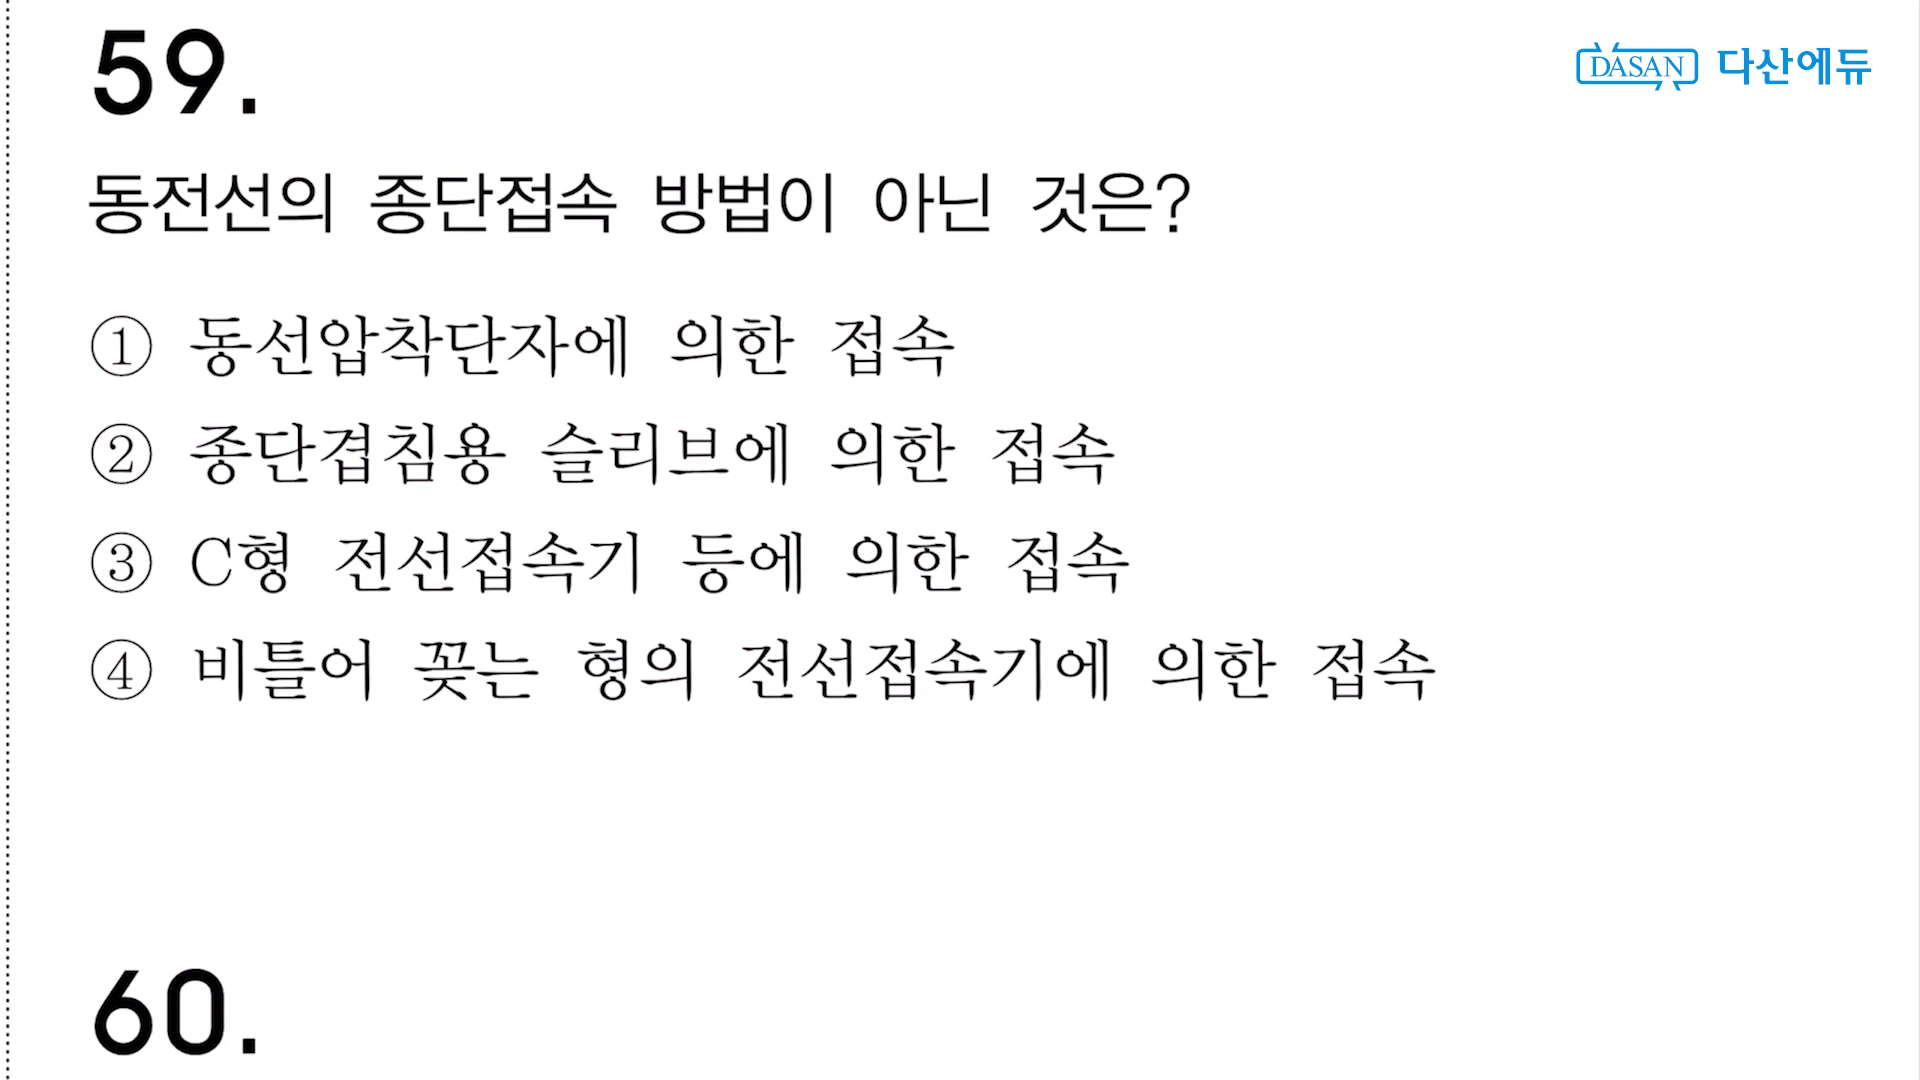 59.
DASAN 다산에듀
동전선의 종단접속 방법이 아닌 것은?
① 동선압착단자에 의한 접속
② 종단겹침용 슬리브에 의한 접속
③ C형 전선접속기 등에 의한 접속
④ 비틀어 꽂는 형의 전선접속기에 의한 접속
60.